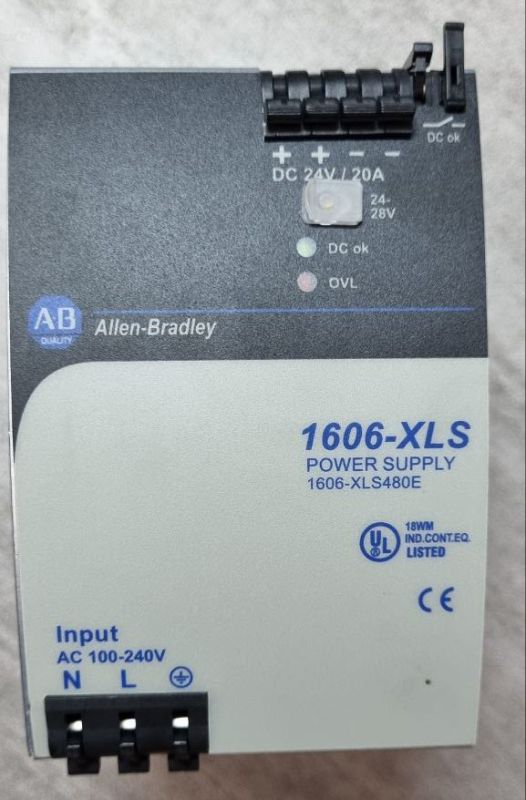 DC ok
+ + − −
DC 24V / 20A
24-
28V
DC ok
OVL
AB
QUALITY
Allen-Bradley
1606-XLS
POWER SUPPLY
1606-XLS480E
UL
18WM
IND.CONT.EQ.
LISTED
CE
Input
AC 100-240V
N L